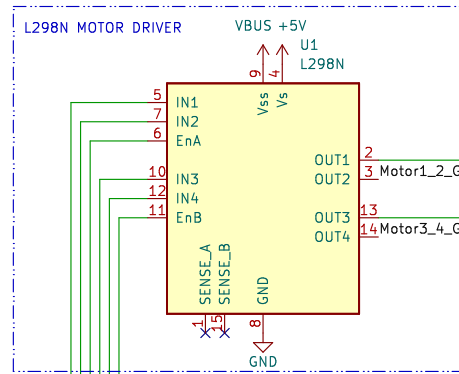 L298N MOTOR DRIVER
VBUS +5V
U1
L298N
9 4
Vss Vs
5 IN1
7 IN2
6 EnA
10 IN3
12 IN4
11 EnB
OUT1 2
OUT2 3 Motor1_2_G
OUT3 13
OUT4 14 Motor3_4_G
SENSE_A SENSE_B GND
1 15 8
GND